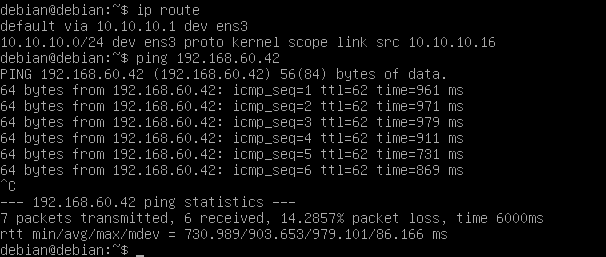 debian@debian:~$ ip route
default via 10.10.10.1 dev ens3
10.10.10.0/24 dev ens3 proto kernel scope link src 10.10.10.16
debian@debian:~$ ping 192.168.60.42
PING 192.168.60.42 (192.168.60.42) 56(84) bytes of data.
64 bytes from 192.168.60.42: icmp_seq=1 ttl=62 time=961 ms
64 bytes from 192.168.60.42: icmp_seq=2 ttl=62 time=971 ms
64 bytes from 192.168.60.42: icmp_seq=3 ttl=62 time=979 ms
64 bytes from 192.168.60.42: icmp_seq=4 ttl=62 time=911 ms
64 bytes from 192.168.60.42: icmp_seq=5 ttl=62 time=731 ms
64 bytes from 192.168.60.42: icmp_seq=6 ttl=62 time=869 ms
^C
--- 192.168.60.42 ping statistics ---
7 packets transmitted, 6 received, 14.2857% packet loss, time 6000ms
rtt min/avg/max/mdev = 730.989/903.653/979.101/86.166 ms
debian@debian:~$ _